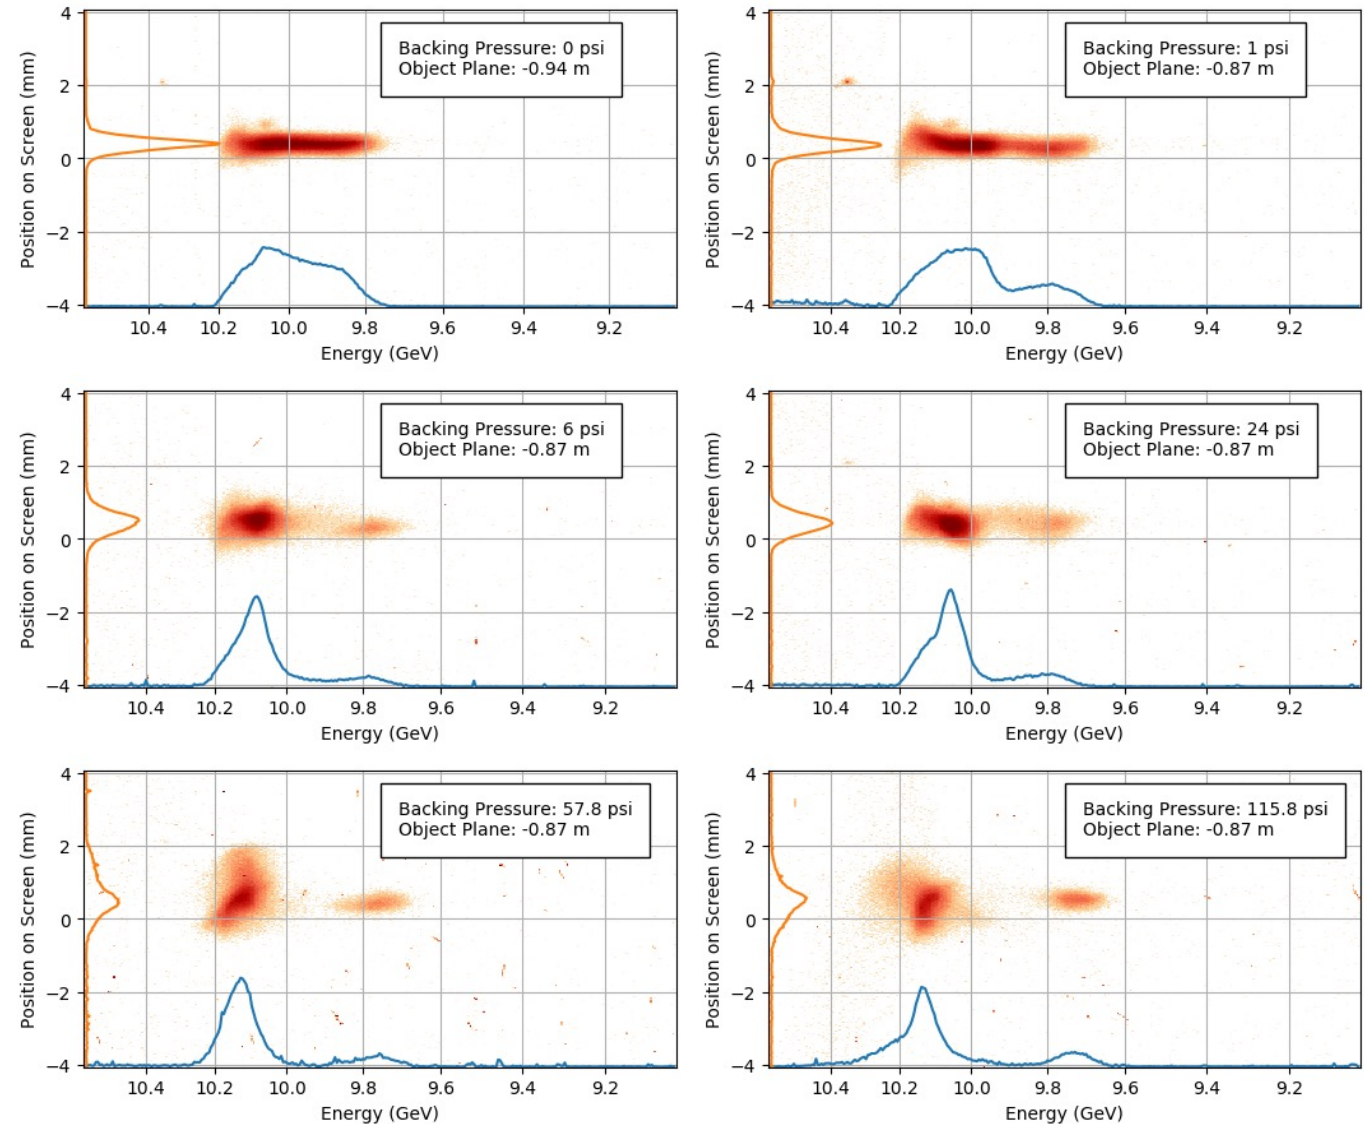 4
2
0
−2
−4
Position on Screen (mm)
Backing Pressure: 0 psi
Object Plane: -0.94 m
10.4 10.2 10.0 9.8 9.6 9.4 9.2
Energy (GeV)
4
2
0
−2
−4
Position on Screen (mm)
Backing Pressure: 1 psi
Object Plane: -0.87 m
10.4 10.2 10.0 9.8 9.6 9.4 9.2
Energy (GeV)
4
2
0
−2
−4
Position on Screen (mm)
Backing Pressure: 6 psi
Object Plane: -0.87 m
10.4 10.2 10.0 9.8 9.6 9.4 9.2
Energy (GeV)
4
2
0
−2
−4
Position on Screen (mm)
Backing Pressure: 24 psi
Object Plane: -0.87 m
10.4 10.2 10.0 9.8 9.6 9.4 9.2
Energy (GeV)
4
2
0
−2
−4
Position on Screen (mm)
Backing Pressure: 57.8 psi
Object Plane: -0.87 m
10.4 10.2 10.0 9.8 9.6 9.4 9.2
Energy (GeV)
4
2
0
−2
−4
Position on Screen (mm)
Backing Pressure: 115.8 psi
Object Plane: -0.87 m
10.4 10.2 10.0 9.8 9.6 9.4 9.2
Energy (GeV)